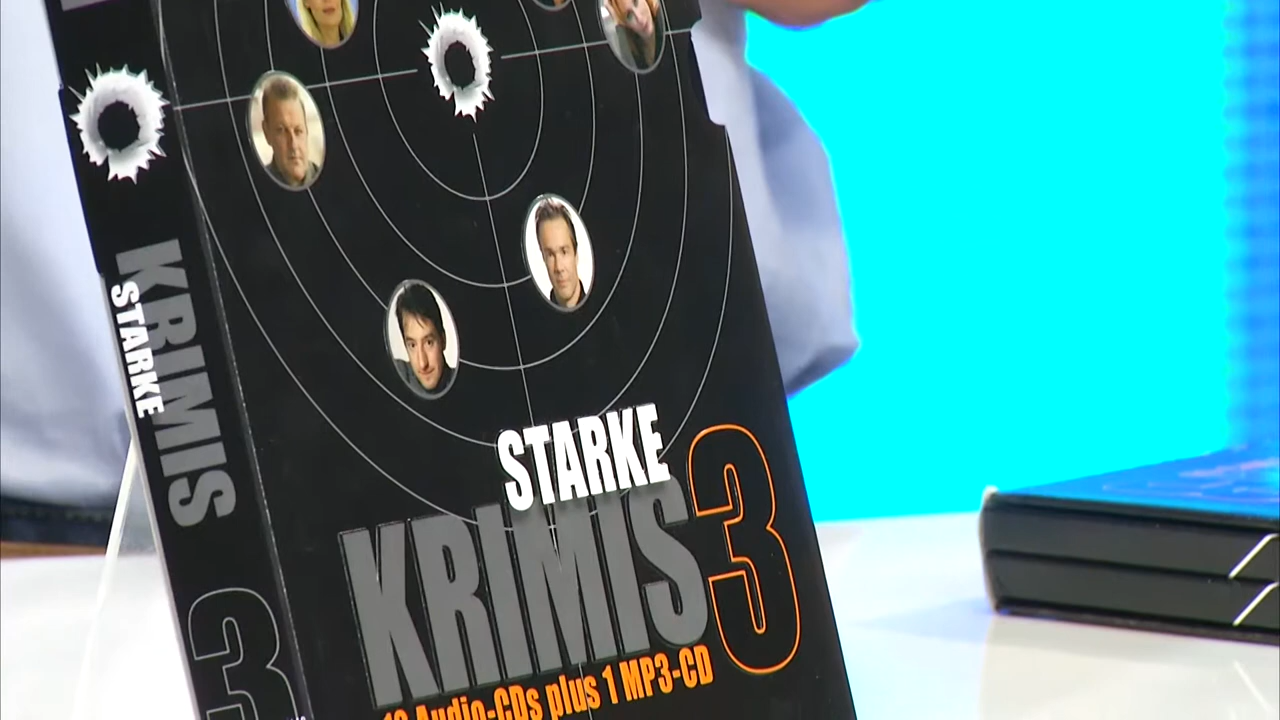 STARKE
KRIMIS 3
Audio-CDs plus 1 MP3-CD
STARKE
KRIMIS
3